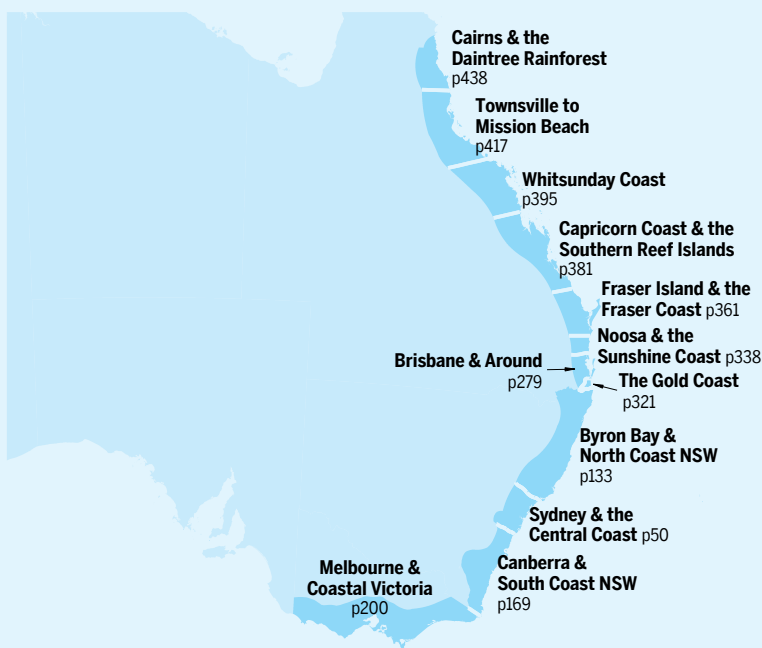 Cairns & the
Daintree Rainforest
p438
Townsville to
Mission Beach
p417
Whitsunday Coast
p395
Capricorn Coast & the
Southern Reef Islands
p381
Fraser Island & the
Fraser Coast p361
Noosa & the
Sunshine Coast p338
Brisbane & Around
p279
The Gold Coast
p321
Byron Bay &
North Coast NSW
p133
Sydney & the
Central Coast p50
Canberra &
South Coast NSW
p169
Melbourne &
Coastal Victoria
p200